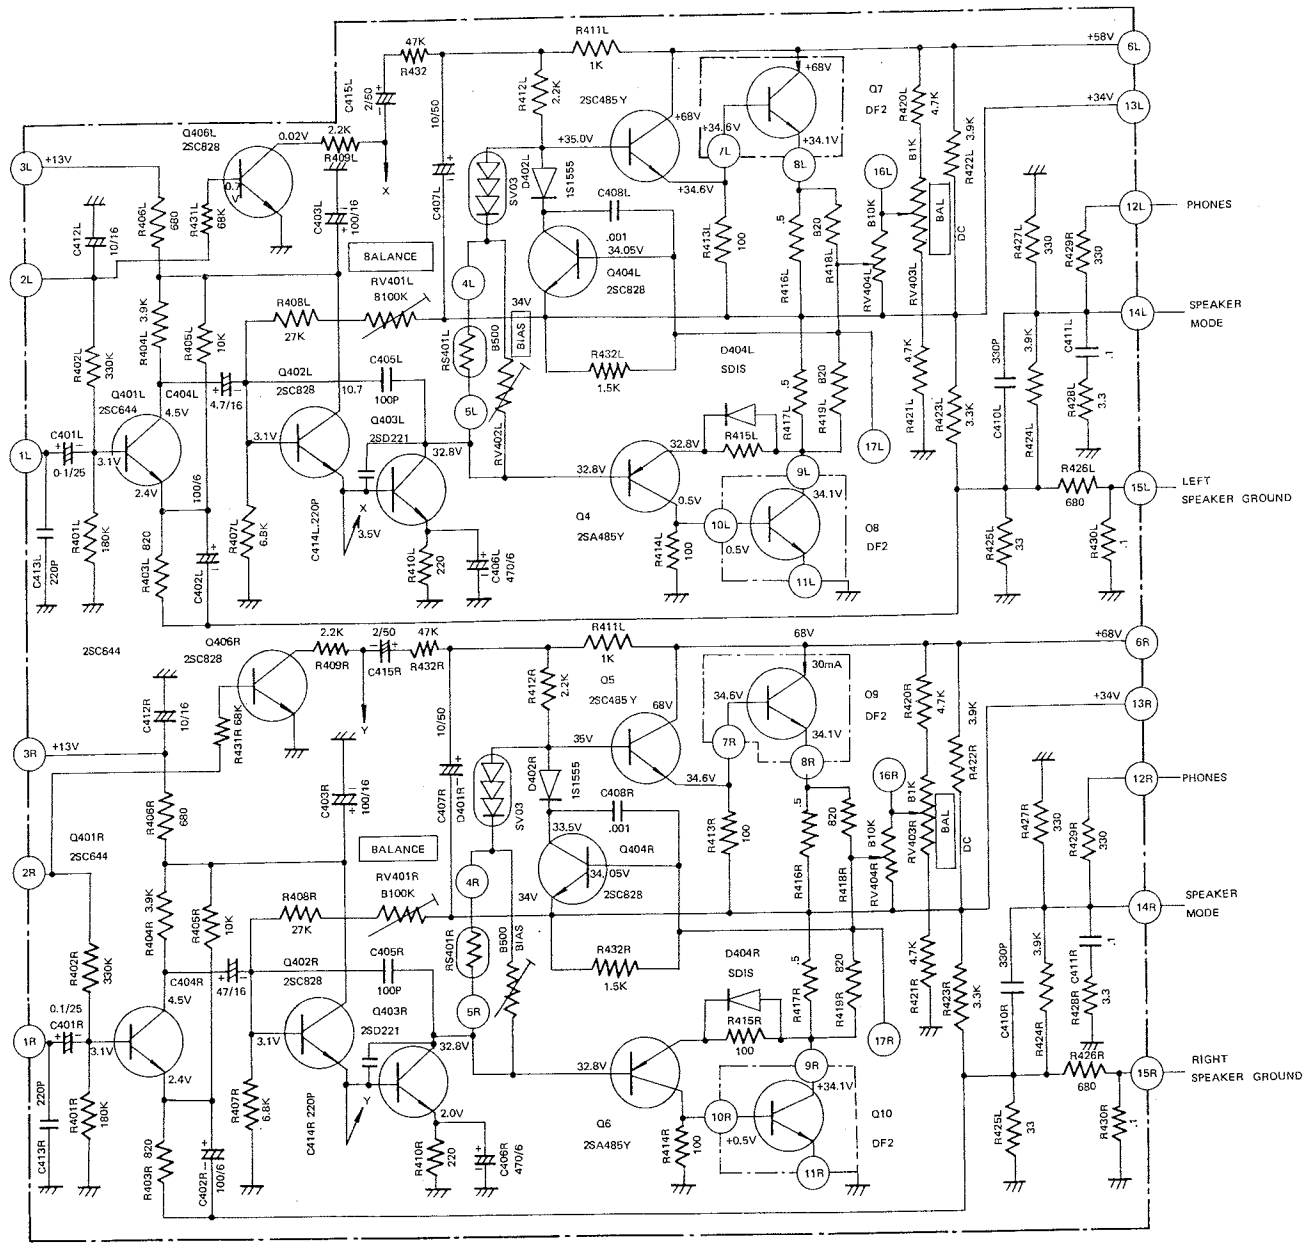 R411L
1K
+58V
6L
47K
R432
C415L
2/50
R412L
2.2K
2SC485Y
+68V
+68V
Q7
DF2
R420L
4.7K
+34V
13L
Q406L
2SC828
0.02V
2.2K
R409L
10/50
+35.0V
+34.6V
7L
+34.1V
8L
B1K
3.9K
R422L
3L
+13V
0.7
V
X
D402L
1S1555
SV03
+34.6V
16L
R406L
680
R431L
68K
C403L
100/16
C407L
C408L
.001
34.05V
R413L
100
.5
820
B10K
BAL
DC
12L
PHONES
C412L
10/16
R427L
330
R429L
330
2L
BALANCE
RV401L
B100K
4L
Q404L
2SC828
R416L
R418L
RV404L
RV403L
R408L
27K
34V
BIAS
14L
SPEAKER
MODE
3.9K
R404L
R405L
10K
RS401L
B500
R432L
1.5K
D404L
SDIS
.5
820
4.7K
330P
3.9K
C411L
.1
R402L
330K
Q402L
2SC828
C405L
100P
10.7
R417L
R419L
R421L
R423L
3.3K
C410L
R424L
R428L
3.3
Q401L
2SC644
C404L
4.7/16
4.5V
Q403L
2SD221
5L
RV402L
R415L
17L
1L
C401L
0-1/25
3.1V
2.4V
3.1V
32.8V
32.8V
32.8V
9L
R426L
680
15L
LEFT
SPEAKER GROUND
100/6
0.5V
34.1V
R401L
180K
820
R403L
C402L
R407L
6.8K
C414L.220P
X
3.5V
R410L
220
C406L
470/6
Q4
2SA485Y
R414L
100
10L
0.5V
11L
Q8
DF2
R425L
33
R430L
.1
C413L
220P
2SC644
Q406R
2SC828
2.2K
R409R
2/50
C415R
47K
R432R
R411L
1K
68V
+68V
6R
R412R
2.2K
Q5
2SC485Y
68V
30mA
Q9
DF2
R420R
4.7K
3.9K
R422R
+34V
13R
C412R
10/16
R431R 68K
Y
10/50
35V
34.6V
7R
34.1V
8R
3R
+13V
C403R
100/16
C407R
D401R
SV03
D402R
1S1555
34.6V
16R
B1K
12R
PHONES
R406R
680
C408R
.001
R413R
100
.5
820
B10K
BAL
DC
R427R
330
R429R
330
Q401R
2SC644
BALANCE
RV401R
B100K
33.5V
34.05V
Q404R
2SC828
R416R
R418R
RV404R
RV403R
2R
4R
34V
3.9K
R404R
R405R
10K
R408R
27K
RS401R
B500
BIAS
14R
SPEAKER
MODE
R402R
330K
C404R
47/16
Q402R
2SC828
C405R
100P
R432R
1.5K
D404R
SDIS
.5
R417R
820
R419R
4.7K
R421R
R423R
3.3K
330P
C410R
3.9K
R424R
C411R
.1
R428R
3.3
0.1/25
C401R
4.5V
Q403R
2SD221
5R
R415R
100
17R
1R
3.1V
3.1V
32.8V
32.8V
9R
R426R
680
15R
RIGHT
SPEAKER GROUND
2.4V
+34.1V
220P
C413R
R401R
180K
R403R 820
C402R
100/6
R407R
6.8K
C414R 220P
Y
2.0V
R410R
220
C406R
470/6
Q6
2SA485Y
R414R
100
10R
+0.5V
11R
Q10
DF2
R425L
33
R430R
.1